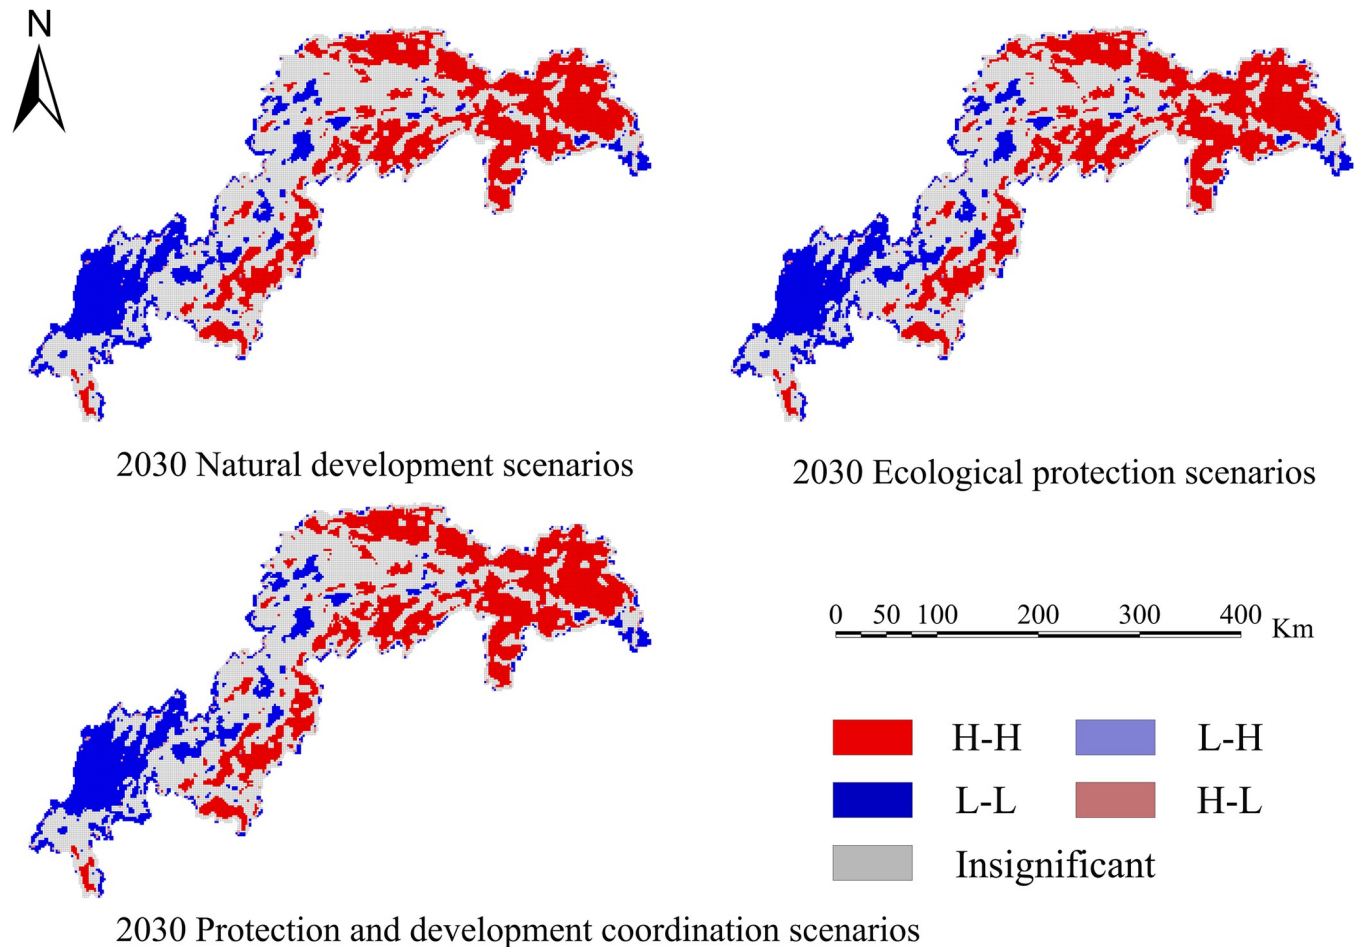 N
2030 Natural development scenarios
2030 Ecological protection scenarios
0 50 100 200 300 400 Km
H-H L-H
L-L H-L
Insignificant
2030 Protection and development coordination scenarios